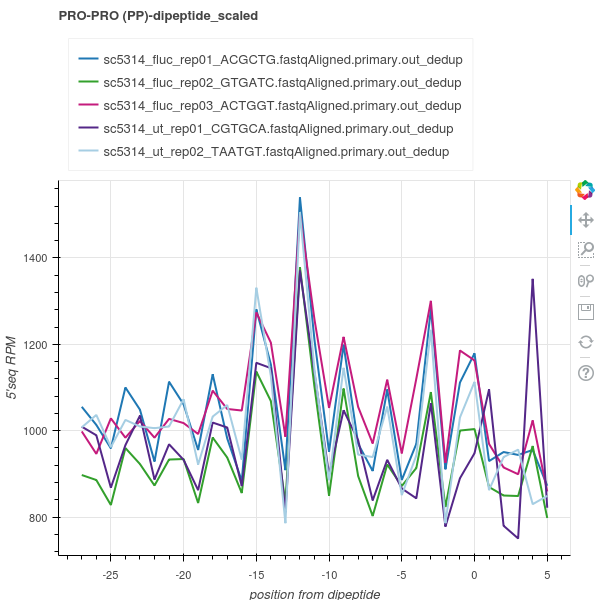 PRO-PRO (PP)-dipeptide_scaled
sc5314_fluc_rep01_ACGCTG.fastqAligned.primary.out_dedup
sc5314_fluc_rep02_GTGATC.fastqAligned.primary.out_dedup
sc5314_fluc_rep03_ACTGGT.fastqAligned.primary.out_dedup
sc5314_ut_rep01_CGTGCA.fastqAligned.primary.out_dedup
sc5314_ut_rep02_TAATGT.fastqAligned.primary.out_dedup
1400
1200
1000
800
5'seq RPM
-25 -20 -15 -10 -5 0 5
position from dipeptide